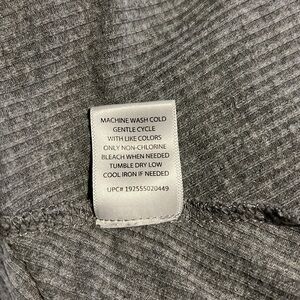 MACHINE WASH COLD
GENTLE CYCLE
WITH LIKE COLORS
ONLY NON-CHLORINE
BLEACH WHEN NEEDED
TUMBLE DRY LOW
COOL IRON IF NEEDED
UPC# 192555020449